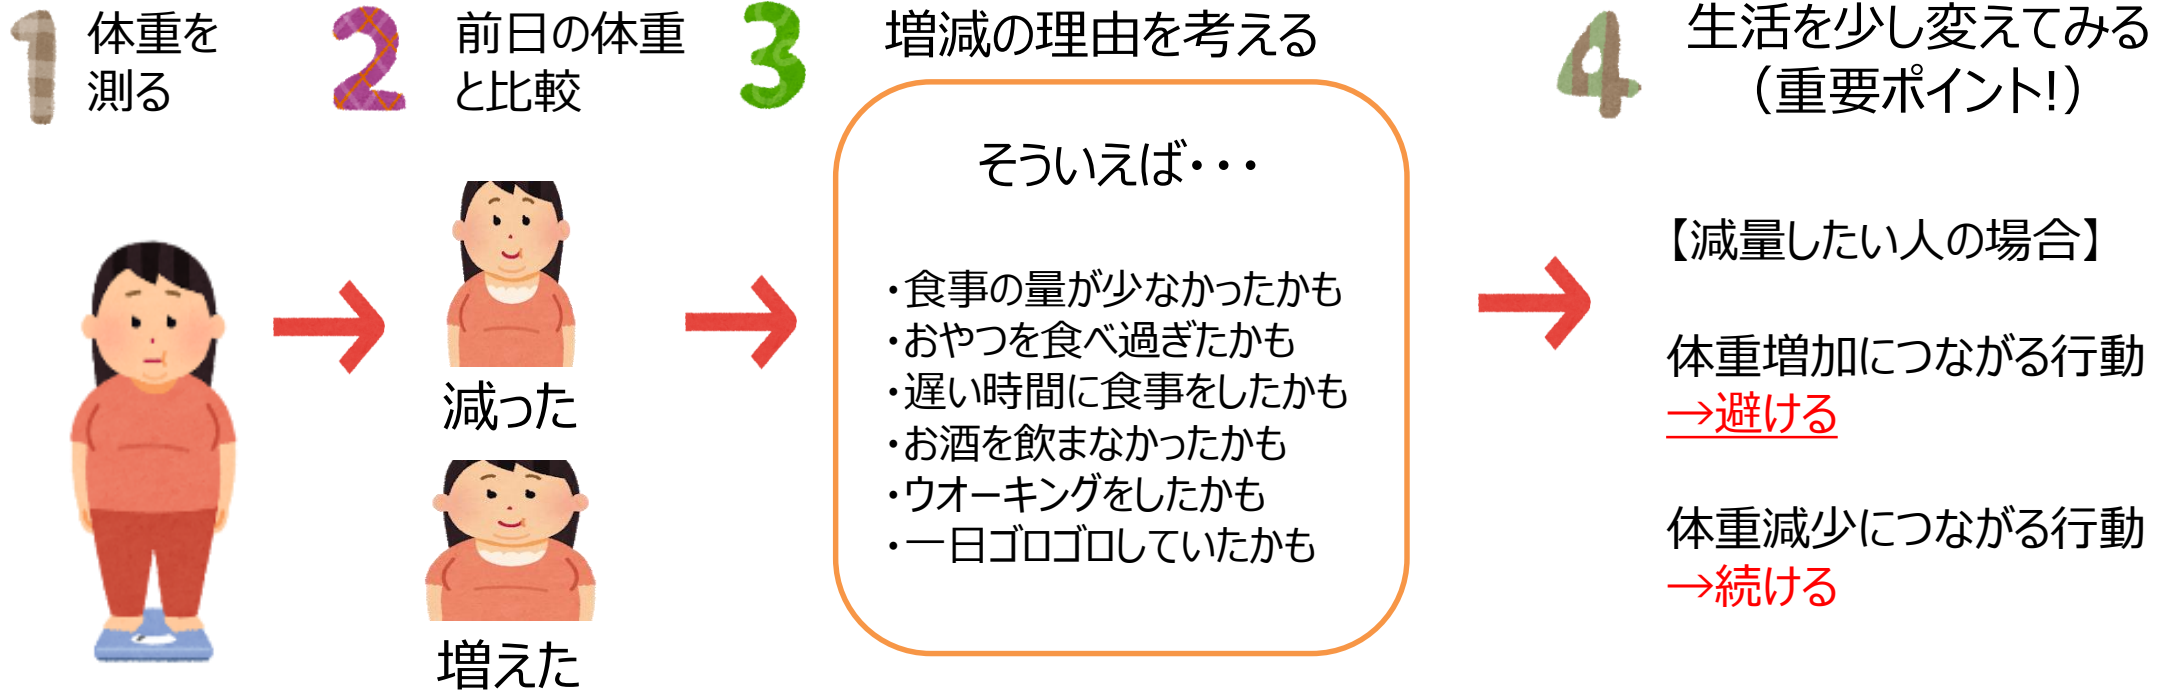 1 体重を
測る
2 前日の体重
と比較
減った
増えた
3 増減の理由を考える
そういえば・・・
・食事の量が少なかったかも
・おやつを食べ過ぎたかも
・遅い時間に食事をしたかも
・お酒を飲まなかったかも
・ウオーキングをしたかも
・一日ゴロゴロしていたかも
4 生活を少し変えてみる
（重要ポイント!）
【減量したい人の場合】
体重増加につながる行動
→避ける
体重減少につながる行動
→続ける